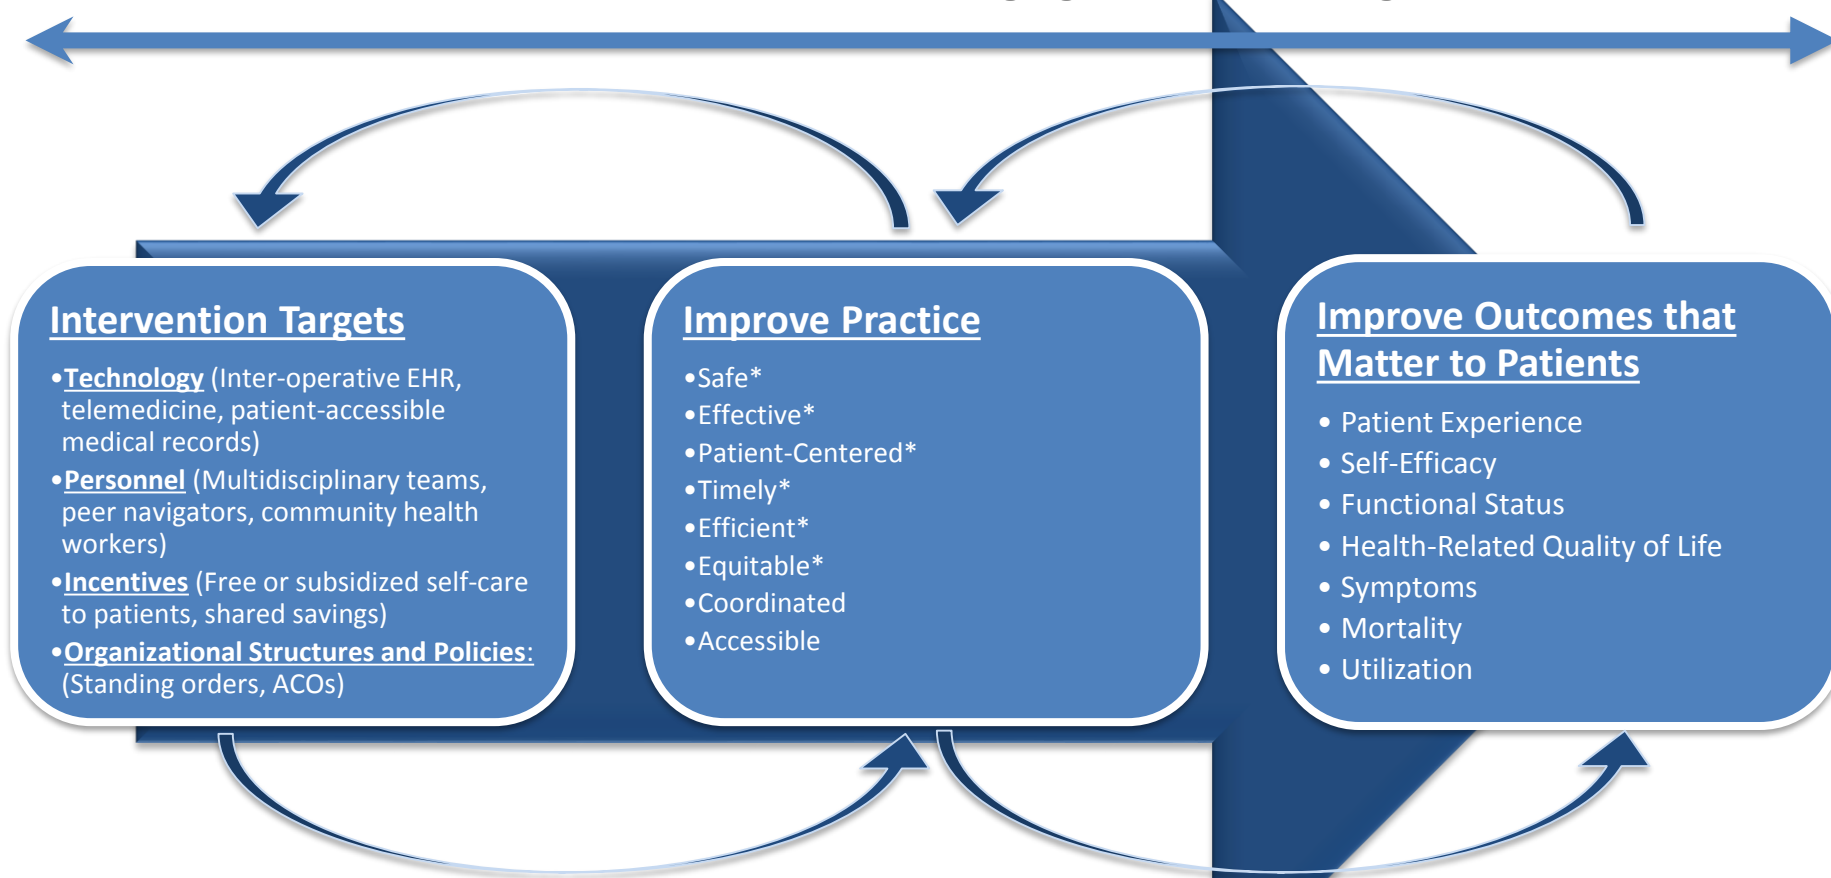 Intervention Targets
•Technology (Inter-operative EHR,
telemedicine, patient-accessible
medical records)
•Personnel (Multidisciplinary teams,
peer navigators, community health
workers)
•Incentives (Free or subsidized self-care
to patients, shared savings)
•Organizational Structures and Policies:
(Standing orders, ACOs)
Improve Practice
•Safe*
•Effective*
•Patient-Centered*
•Timely*
•Efficient*
•Equitable*
•Coordinated
•Accessible
Improve Outcomes that
Matter to Patients
• Patient Experience
• Self-Efficacy
• Functional Status
• Health-Related Quality of Life
• Symptoms
• Mortality
• Utilization